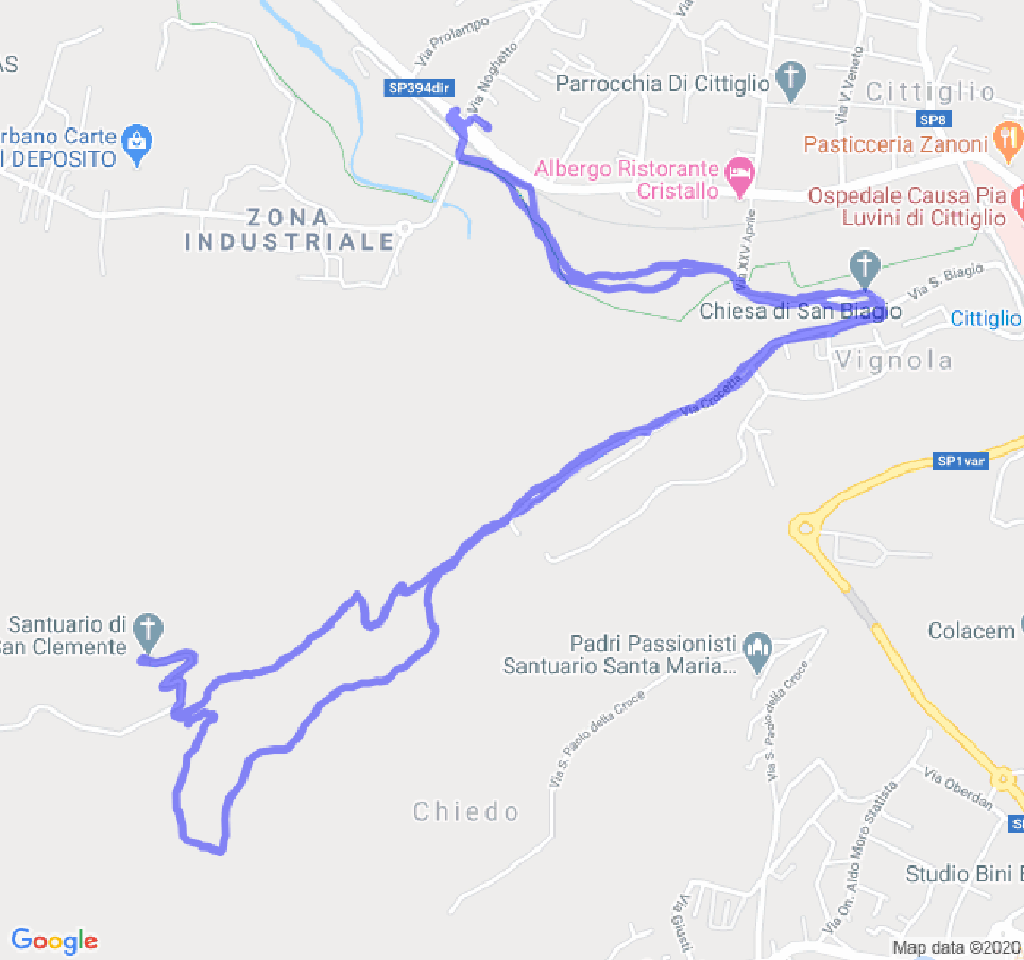 Via Prolampo
Via Noghetto
SP394dir
Via V. Veneto
Parrocchia Di Cittiglio
Cittiglio
SP8
AS
rbano Carte
I DEPOSITO
Pasticceria Zanoni
Albergo Ristorante
Cristallo
Ospedale Causa Pia
Luvini di Cittiglio
ZONA
INDUSTRIALE
Via XXV Aprile
Via S. Biagio
Chiesa di San Biagio
Cittiglio
Vignola
Via Crocetta
SP1var
Santuario di
San Clemente
Colacem
Padri Passionisti
Santuario Santa Maria...
Via S. Paolo della Croce
Via S. Paolo della Croce
Chiedo
Via Oberdan
Via On. Aldo Moro Statista
Studio Bini
Via Giusti
Google
Map data ©2020